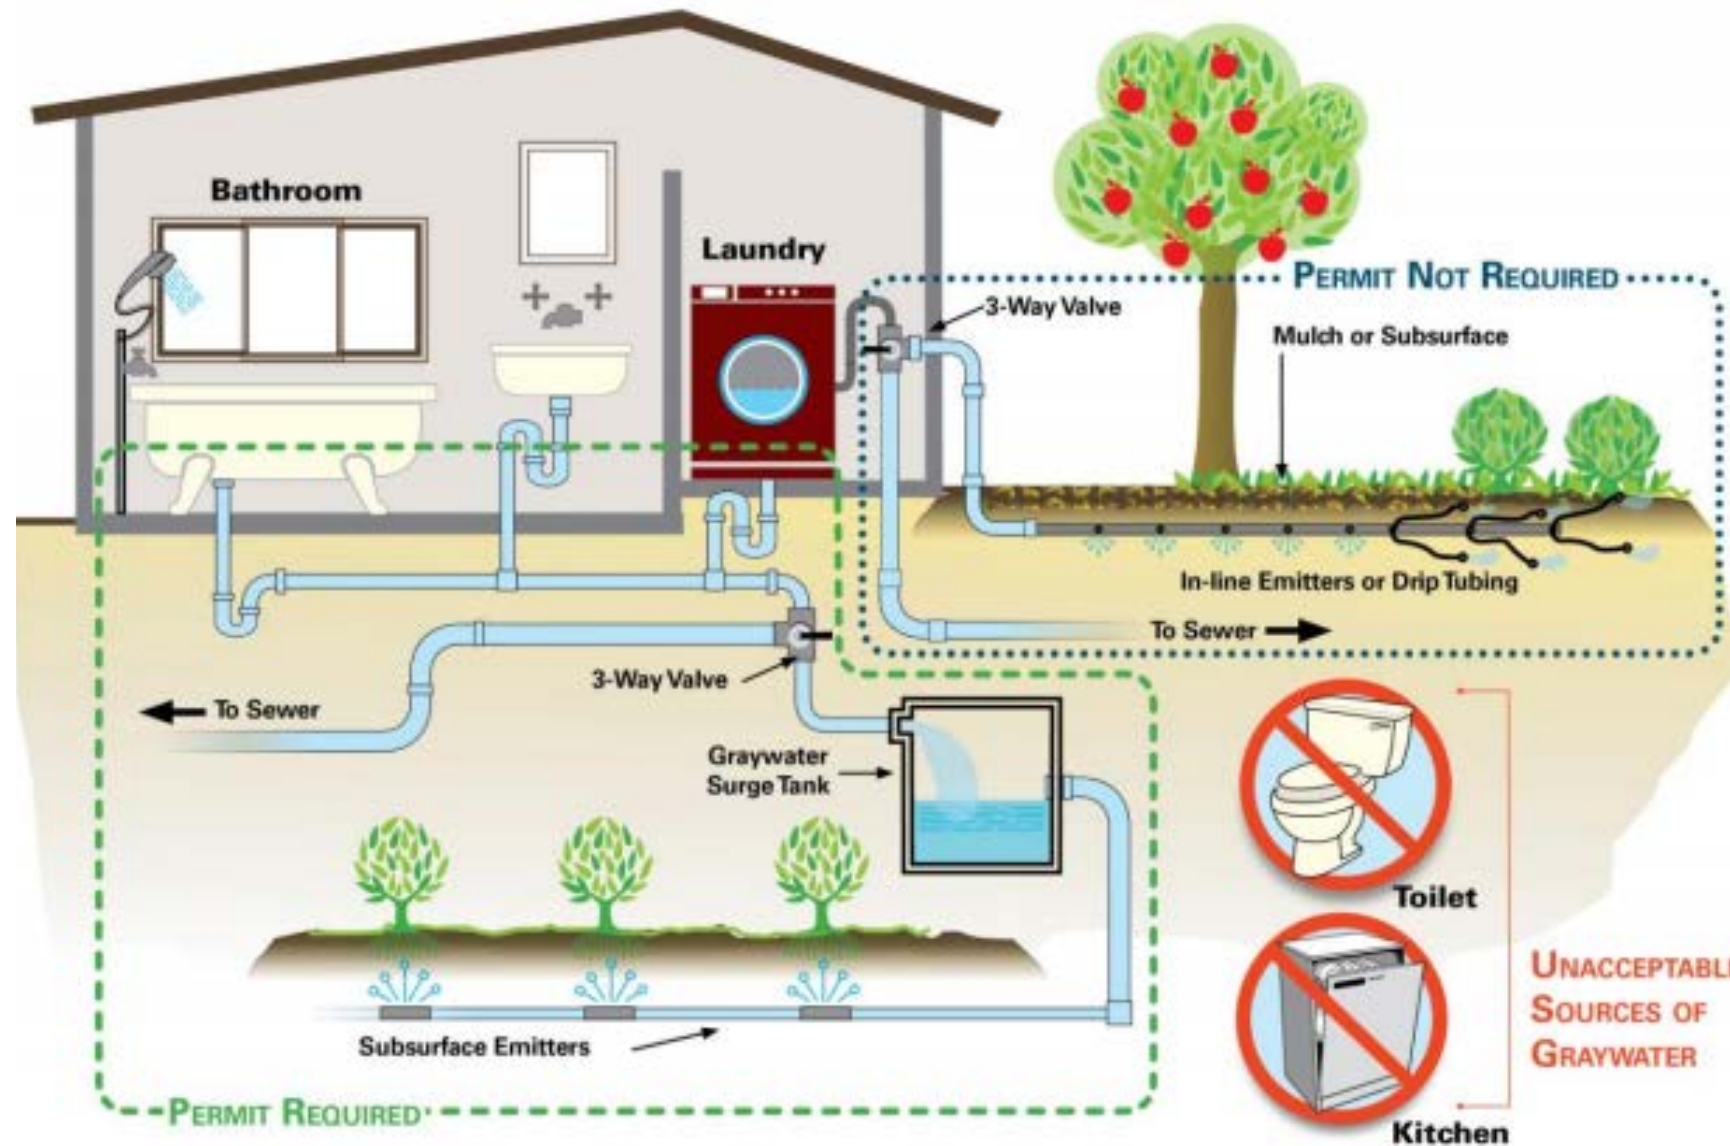 Bathroom
Laundry
PERMIT NOT REQUIRED
3-Way Valve
Mulch or Subsurface
In-line Emitters or Drip Tubing
To Sewer
3-Way Valve
To Sewer
Graywater
Surge Tank
Subsurface Emitters
PERMIT REQUIRED
Toilet
UNACCEPTABLE
SOURCES OF
GRAYWATER
Kitchen